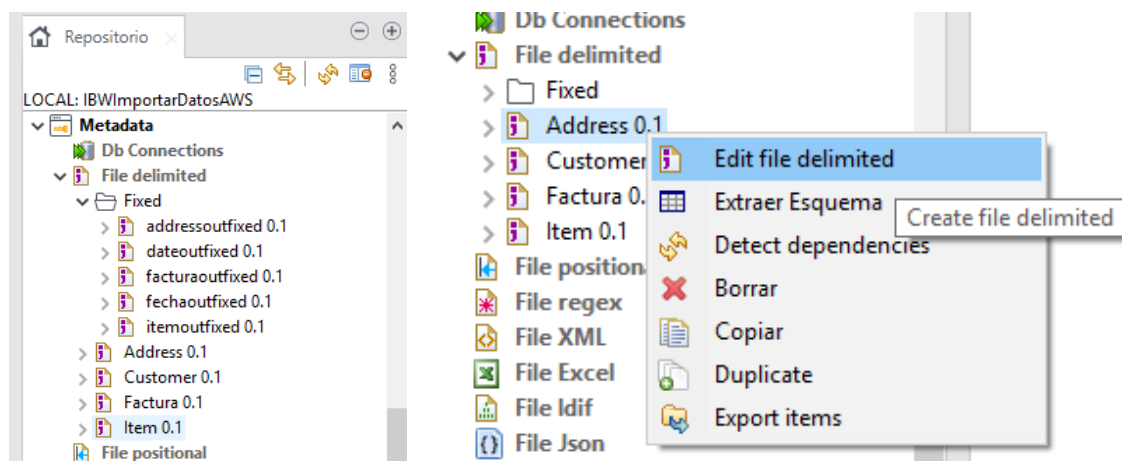 Repositorio
LOCAL: IBWImportarDatosAWS
Metadata
Db Connections
File delimited
Fixed
addressoutfixed 0.1
dateoutfixed 0.1
facturaoutfixed 0.1
fechaoutfixed 0.1
itemoutfixed 0.1
Address 0.1
Customer 0.1
Factura 0.1
Item 0.1
File positional
Db Connections
File delimited
Fixed
Address 0.1
Customer
Factura 0.
Item 0.1
File position
File regex
File XML
File Excel
File ldif
File Json
Edit file delimited
Extraer Esquema
Create file delimited
Detect dependencies
Borrar
Copiar
Duplicate
Export items